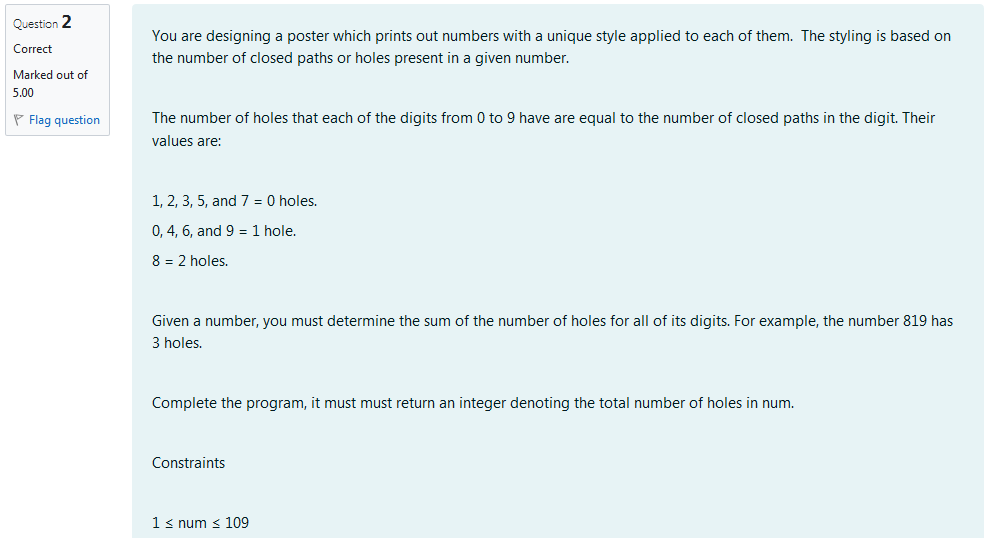 Question 2
Correct
Marked out of
5.00
Flag question
You are designing a poster which prints out numbers with a unique style applied to each of them. The styling is based on
the number of closed paths or holes present in a given number.
The number of holes that each of the digits from 0 to 9 have are equal to the number of closed paths in the digit. Their
values are:
1, 2, 3, 5, and 7 = 0 holes.
0, 4, 6, and 9 = 1 hole.
8 = 2 holes.
Given a number, you must determine the sum of the number of holes for all of its digits. For example, the number 819 has
3 holes.
Complete the program, it must must return an integer denoting the total number of holes in num.
Constraints
1 ≤ num ≤ 109